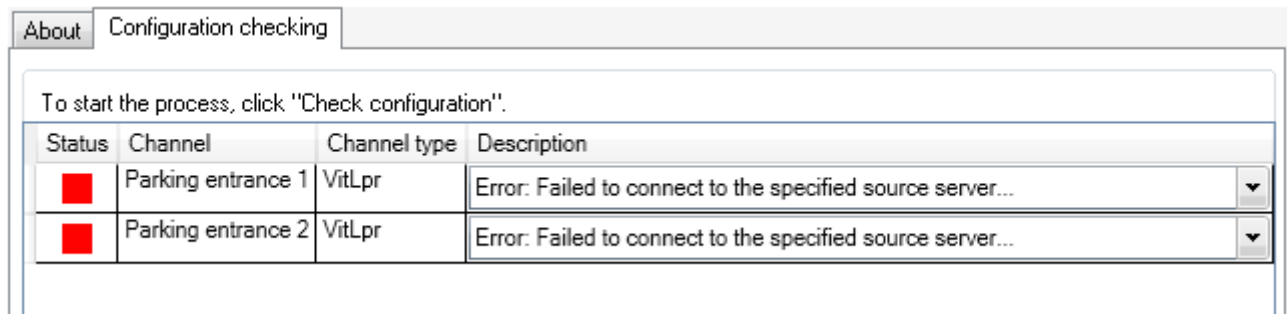 About Configuration checking
To start the process, click "Check configuration".
Status Channel Channel type Description
Parking entrance 1 VitLpr Error: Failed to connect to the specified source server...
Parking entrance 2 VitLpr Error: Failed to connect to the specified source server...